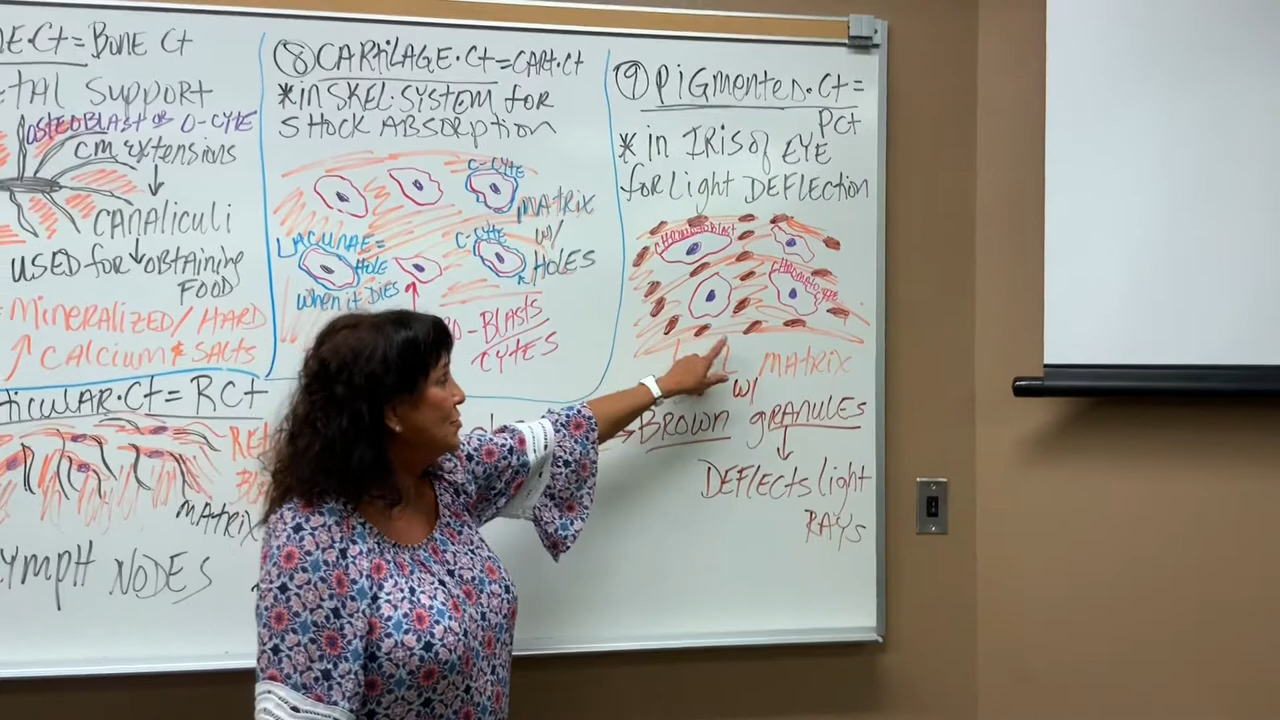 E.Ct = BONE Ct
ETAL SUPPORT
OSTEOBLAST OR O-CYTE
CM EXTENSIONS
CANALICULI
USED FOR OBTAINING
FOOD
= MINERALIZED/HARD
↑ CALCIUM & SALTS
TICULAR.Ct = RCt
MATRIX
LYMPH NODES
⑧ CARTILAGE.Ct = CART.Ct
*IN SKEL. SYSTEM FOR
SHOCK ABSORPTION
C-CYTE
MATRIX
W/
HOLES
LACUNAE =
HOLE
C-CYTE
WHEN IT DIES
BLASTS
CYTES
⑨ PIGMENTED.Ct =
PCt
* IN IRIS OF EYE
FOR LIGHT DEFLECTION
CHROMATOBLAST
CHROMATOCYTE
MATRIX
W/
BROWN GRANULES
DEFLECTS LIGHT
RAYS